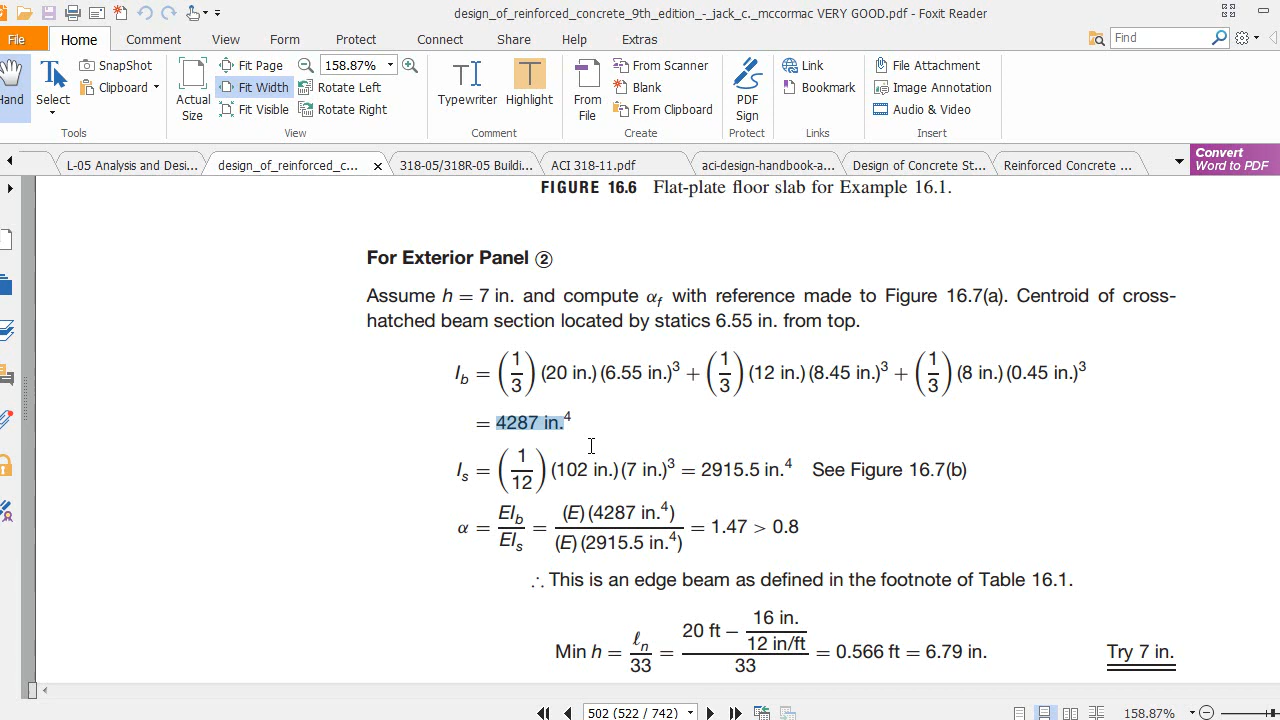 design_of_reinforced_concrete_9th_edition_-_jack_c._mccormac VERY GOOD.pdf - Foxit Reader
File Home Comment View Form Protect Connect Share Help Extras Find
Hand Select SnapShot Clipboard Tools
Actual Size Fit Page Fit Width Fit Visible 158.87% Rotate Left Rotate Right View
Typewriter Highlight Comment
From File From Scanner Blank From Clipboard Create
PDF Sign Protect
Link Bookmark Links
File Attachment Image Annotation Audio & Video Insert
L-05 Analysis and Desi... design_of_reinforced_c... 318-05/318R-05 Buildi... ACI 318-11.pdf ci-design-handbook-a... Design of Concrete St... Reinforced Concrete ... Convert Word to PDF
FIGURE 16.6 Flat-plate floor slab for Example 16.1.
For Exterior Panel ②
Assume h = 7 in. and compute αf with reference made to Figure 16.7(a). Centroid of cross-
hatched beam section located by statics 6.55 in. from top.
Ib = (1/3)(20 in.)(6.55 in.)³ + (1/3)(12 in.)(8.45 in.)³ + (1/3)(8 in.)(0.45 in.)³
= 4287 in.⁴
Is = (1/12)(102 in.)(7 in.)³ = 2915.5 in.⁴ See Figure 16.7(b)
α = EIb/EIs = (E)(4287 in.⁴)/(E)(2915.5 in.⁴) = 1.47 > 0.8
∴ This is an edge beam as defined in the footnote of Table 16.1.
Min h = ℓn/33 = (20 ft − 16 in./12 in/ft)/33 = 0.566 ft = 6.79 in. Try 7 in.
502 (522 / 742) 158.87%